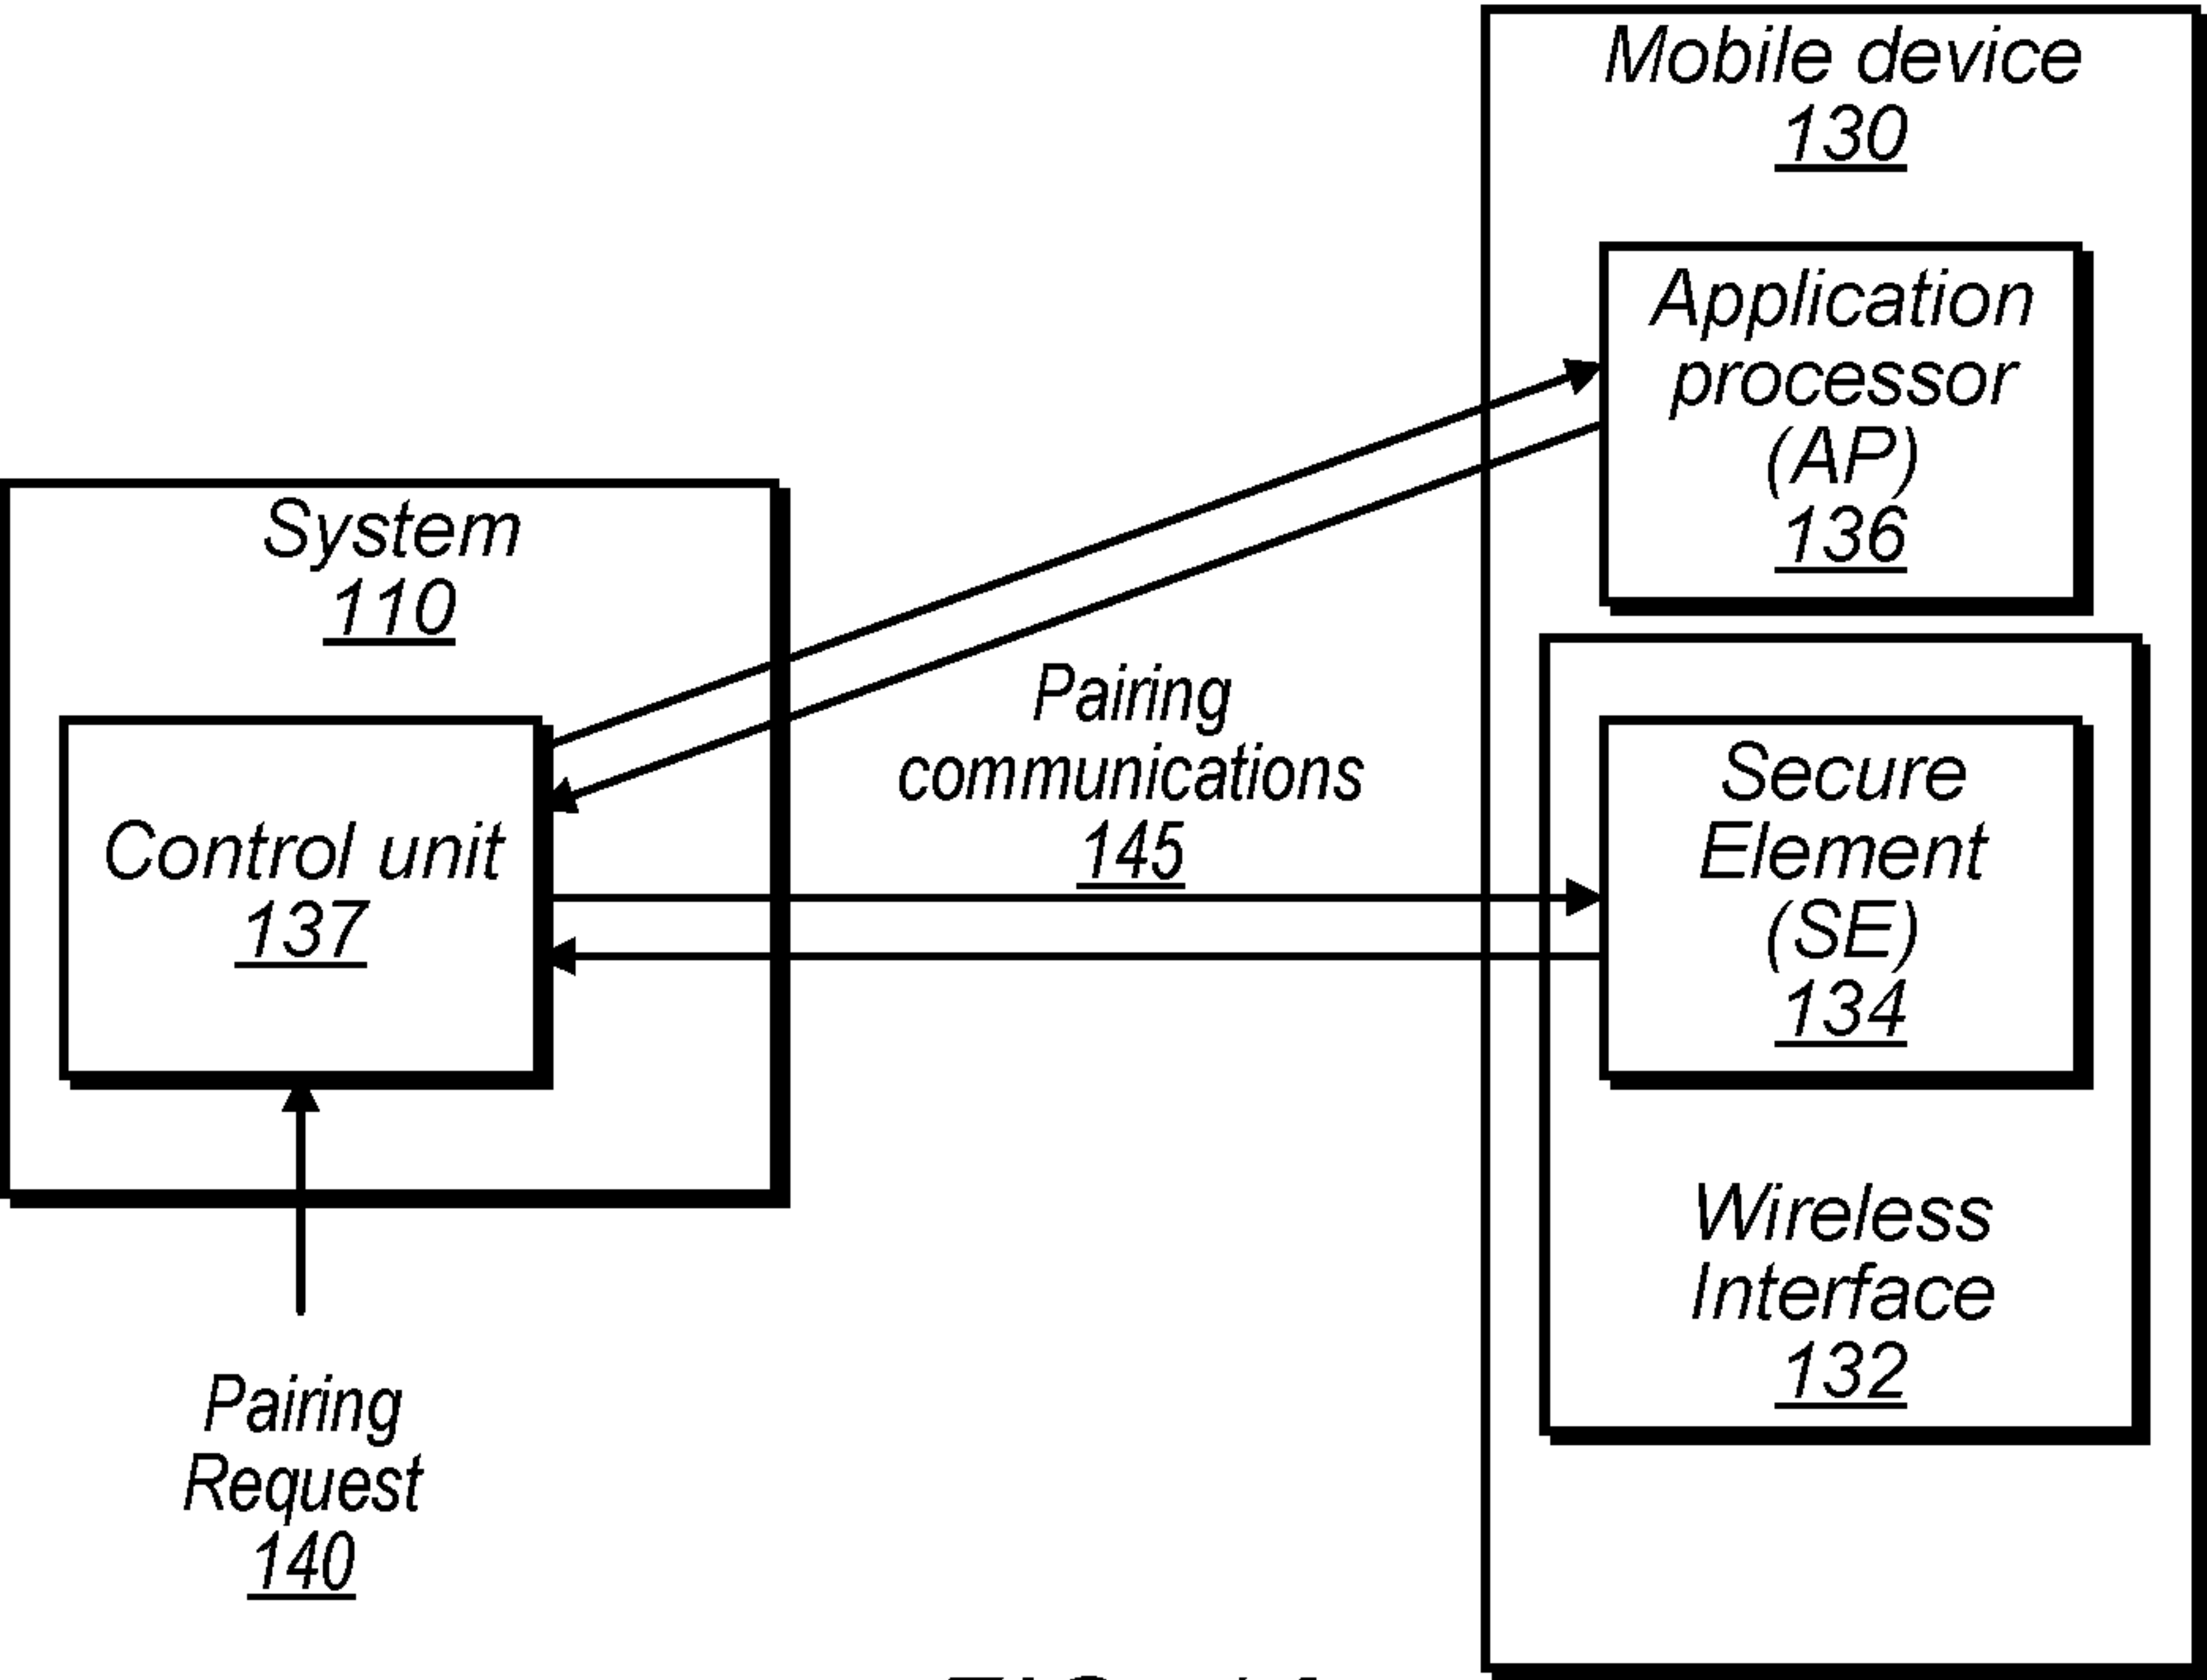 Mobile device
130
Application
processor
(AP)
136
System
110
Pairing
communications
145
Control unit
137
Secure
Element
(SE)
134
Wireless
Interface
132
Pairing
Request
140